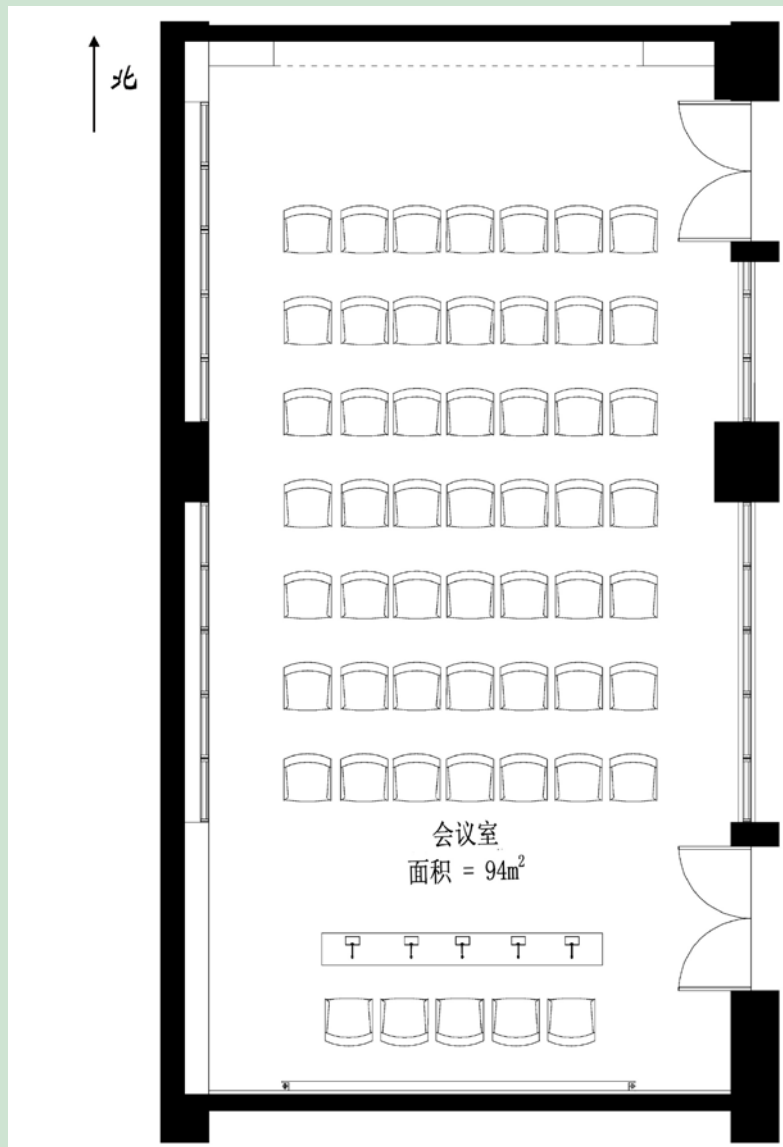 北
会议室
面积 = 94m²